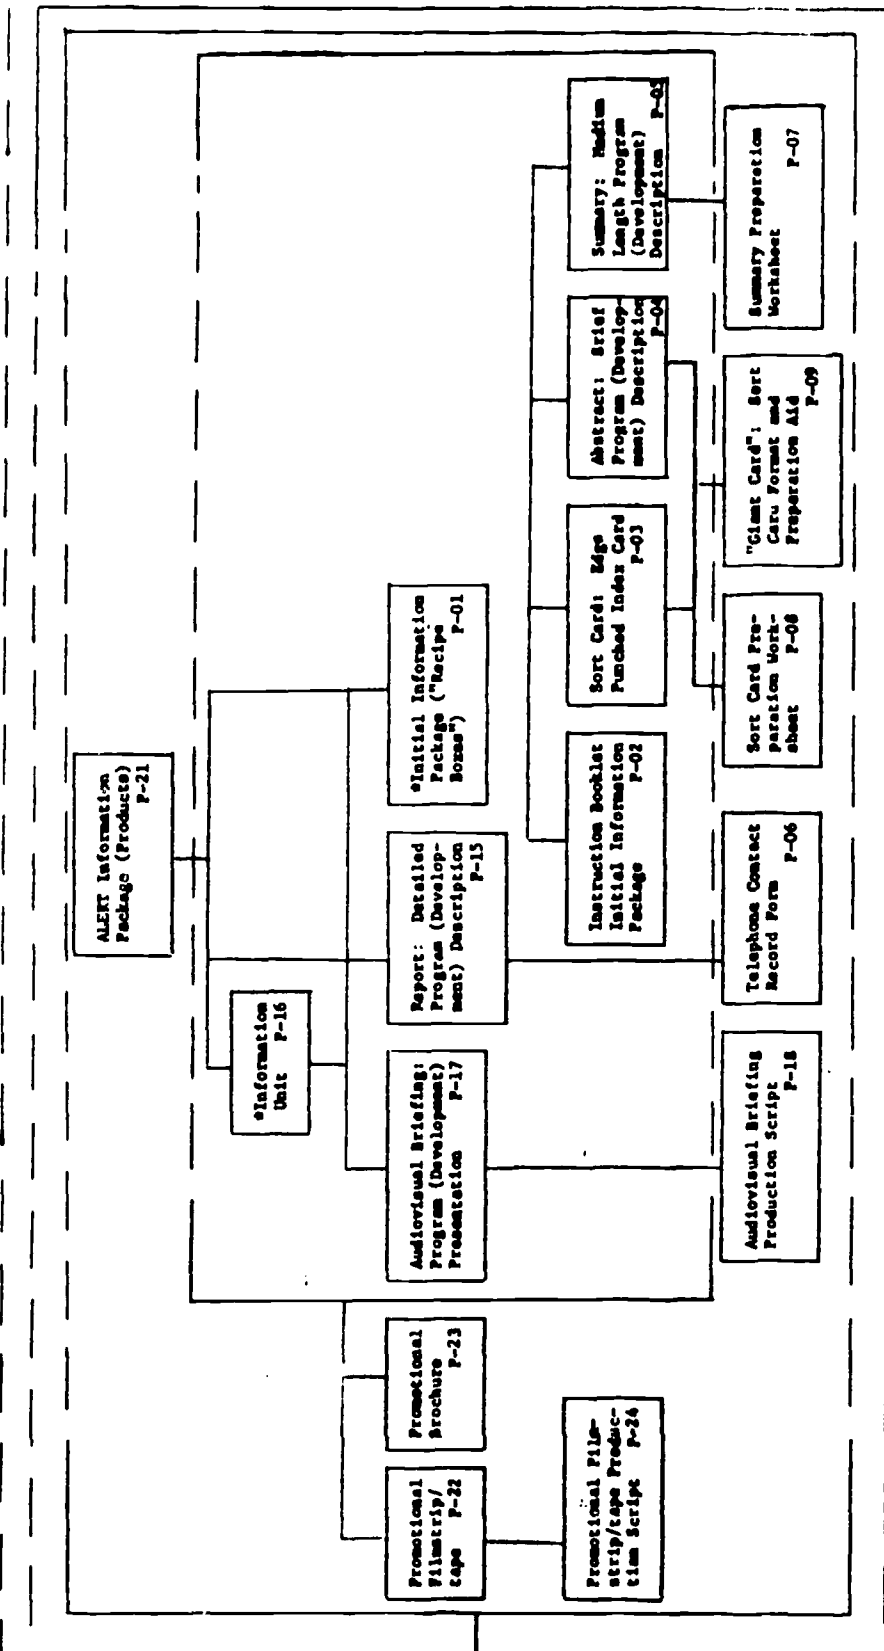 ALERT Information
Package (Products)
P-21
*Information
Unit P-16
Promotional
Filmstrip/
tape P-22
Promotional
Brochure
P-23
Audiovisual Briefing:
Program (Development)
Presentation P-17
Report: Detailed
Program (Develop-
ment) Description
P-15
*Initial Information
Package ("Recipe
Boxes") P-01
Promotional Film-
strip/tape Produc-
tion Script P-24
Instruction Booklet
Initial Information
Package P-02
Sort Card: Edge
Punched Index Card
P-03
Abstract: Brief
Program (Develop-
ment) Description
P-04
Summary: Medium
Length Program
(Development)
Description P-05
Audiovisual Briefing
Production Script
P-18
Telephone Contact
Record Form
P-06
Sort Card Pre-
paration Work-
sheet P-08
"Giant Card": Sort
Card Format and
Preparation Aid
P-09
Summary Preparation
Worksheet
P-07